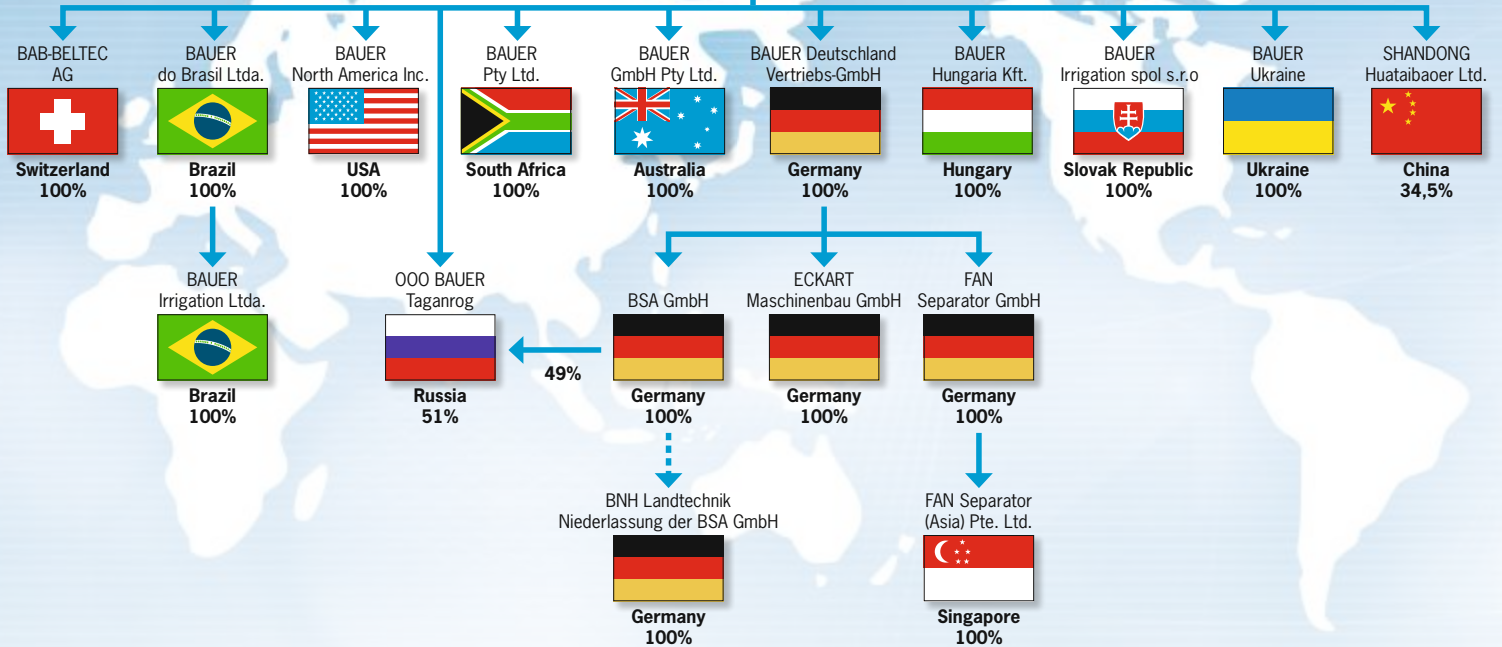 BAB-BELTEC
AG
Switzerland
100%
BAUER
do Brasil Ltda.
Brazil
100%
BAUER
North America Inc.
USA
100%
BAUER
Pty Ltd.
South Africa
100%
BAUER
GmbH Pty Ltd.
Australia
100%
BAUER Deutschland
Vertriebs-GmbH
Germany
100%
BAUER
Hungaria Kft.
Hungary
100%
BAUER
Irrigation spol s.r.o
Slovak Republic
100%
BAUER
Ukraine
Ukraine
100%
SHANDONG
Huataibaoer Ltd.
China
34,5%
BAUER
Irrigation Ltda.
Brazil
100%
OOO BAUER
Taganrog
Russia
51%
49%
BSA GmbH
Germany
100%
ECKART
Maschinenbau GmbH
Germany
100%
FAN
Separator GmbH
Germany
100%
BNH Landtechnik
Niederlassung der BSA GmbH
Germany
100%
FAN Separator
(Asia) Pte. Ltd.
Singapore
100%